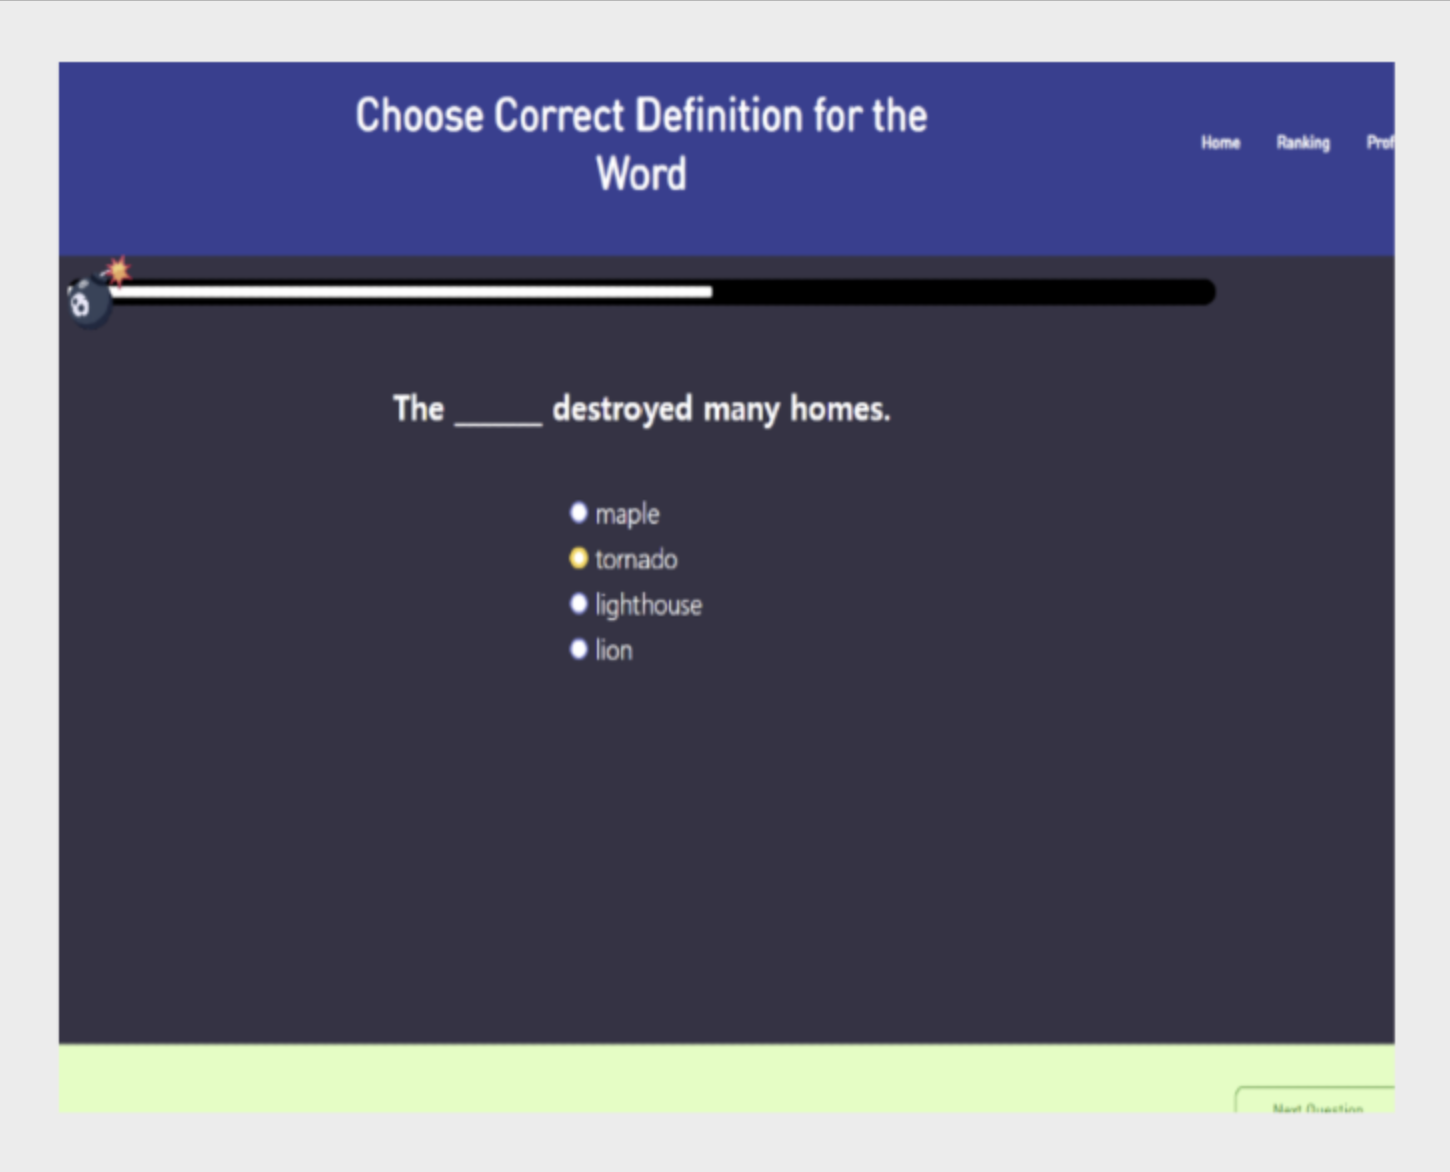 Choose Correct Definition for the
Word
Home Ranking
The ______ destroyed many homes.
maple
tornado
lighthouse
lion
Next Question